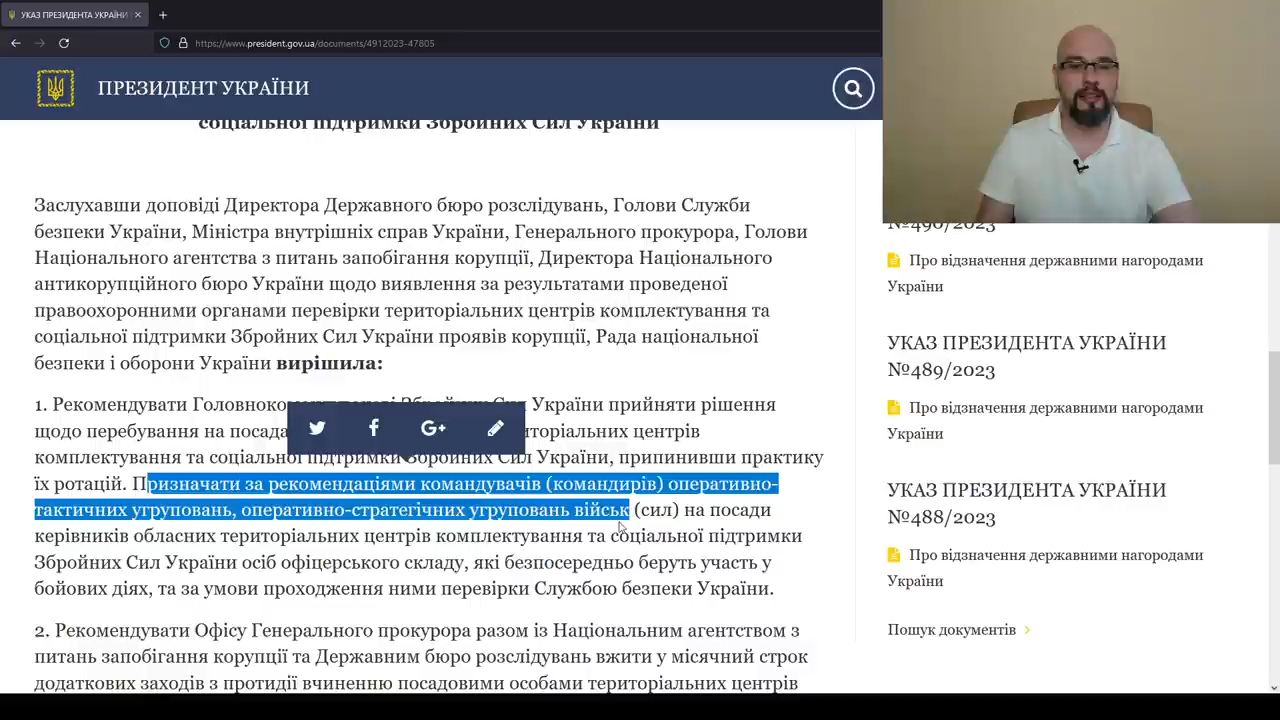 УКАЗ ПРЕЗИДЕНТА УКРАЇНИ
https://www.president.gov.ua/documents/4912023-47805
ПРЕЗИДЕНТ УКРАЇНИ
соціальної підтримки Збройних Сил України
Заслухавши доповіді Директора Державного бюро розслідувань, Голови Служби
безпеки України, Міністра внутрішніх справ України, Генерального прокурора, Голови
Національного агентства з питань запобігання корупції, Директора Національного
антикорупційного бюро України щодо виявлення за результатами проведеної
правоохоронними органами перевірки територіальних центрів комплектування та
соціальної підтримки Збройних Сил України проявів корупції, Рада національної
безпеки і оборони України вирішила:
1. Рекомендувати Сил України прийняти рішення
щодо перебування на центрів
комплектування та соціальної підтримки Збройних Сил України, припинивши практику
їх ротацій. Призначати за рекомендаціями командувачів (командирів) оперативно-
тактичних угруповань, оперативно-стратегічних угруповань військ (сил) на посади
керівників обласних територіальних центрів комплектування та соціальної підтримки
Збройних Сил України осіб офіцерського складу, які безпосередньо беруть участь у
бойових діях, та за умови проходження ними перевірки Службою безпеки України.
2. Рекомендувати Офісу Генерального прокурора разом із Національним агентством з
питань запобігання корупції та Державним бюро розслідувань вжити у місячний строк
додаткових заходів з протидії вчиненню посадовими особами територіальних центрів
№490/2023
Про відзначення державними нагородами
України
УКАЗ ПРЕЗИДЕНТА УКРАЇНИ
№489/2023
Про відзначення державними нагородами
України
УКАЗ ПРЕЗИДЕНТА УКРАЇНИ
№488/2023
Про відзначення державними нагородами
України
Пошук документів